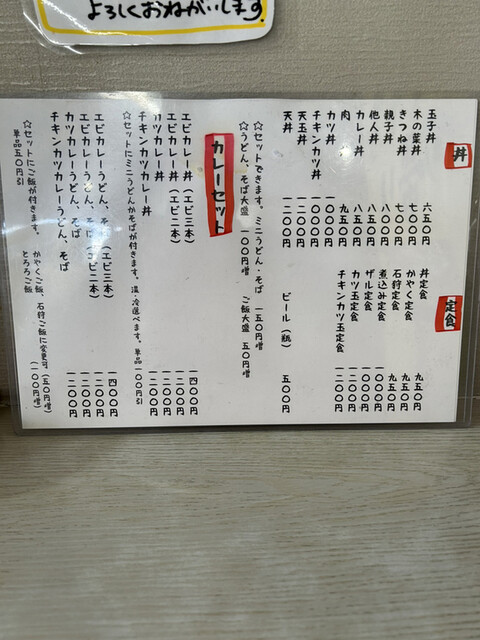 よろしくおねがいします。
丼
玉子丼 六五〇円
木の葉丼 七〇〇円
きつね丼 七〇〇円
親子丼 八〇〇円
他人丼 八五〇円
カレー丼 八五〇円
肉丼 九五〇円
カツ丼 一〇〇〇円
チキンカツ丼 一〇〇〇円
天玉丼
天丼
☆セットできます。ミニうどん・そば 一五〇円増
☆うどん、そば大盛 一〇〇円増 ご飯大盛 五〇円増
定食
丼定食 九五〇円
かやく定食 九五〇円
石狩定食 九五〇円
煮込み定食 一〇〇〇円
ザル定食 一〇〇〇円
カツ玉定食 一二〇〇円
チキンカツ玉定食 一二〇〇円
ビール(瓶) 五〇〇円
カレーセット
エビカレー丼(エビ三本) 一四〇〇円
エビカレー丼(エビ二本) 一二〇〇円
カツカレー丼 一二〇〇円
チキンカツカレー丼 一二〇〇円
☆セットにミニうどんかそばが付きます。温・冷選べます。単品一〇〇円引
エビカレーうどん、そば(エビ三本) 一四〇〇円
エビカレーうどん、そば(エビ二本) 一二〇〇円
カツカレーうどん、そば 一二〇〇円
チキンカツカレーうどん、そば 一二〇〇円
☆セットにご飯が付きます。 かやくご飯 石狩ご飯に変更可(五〇円増)
単品五〇円引 とろろご飯 (一〇〇円増)